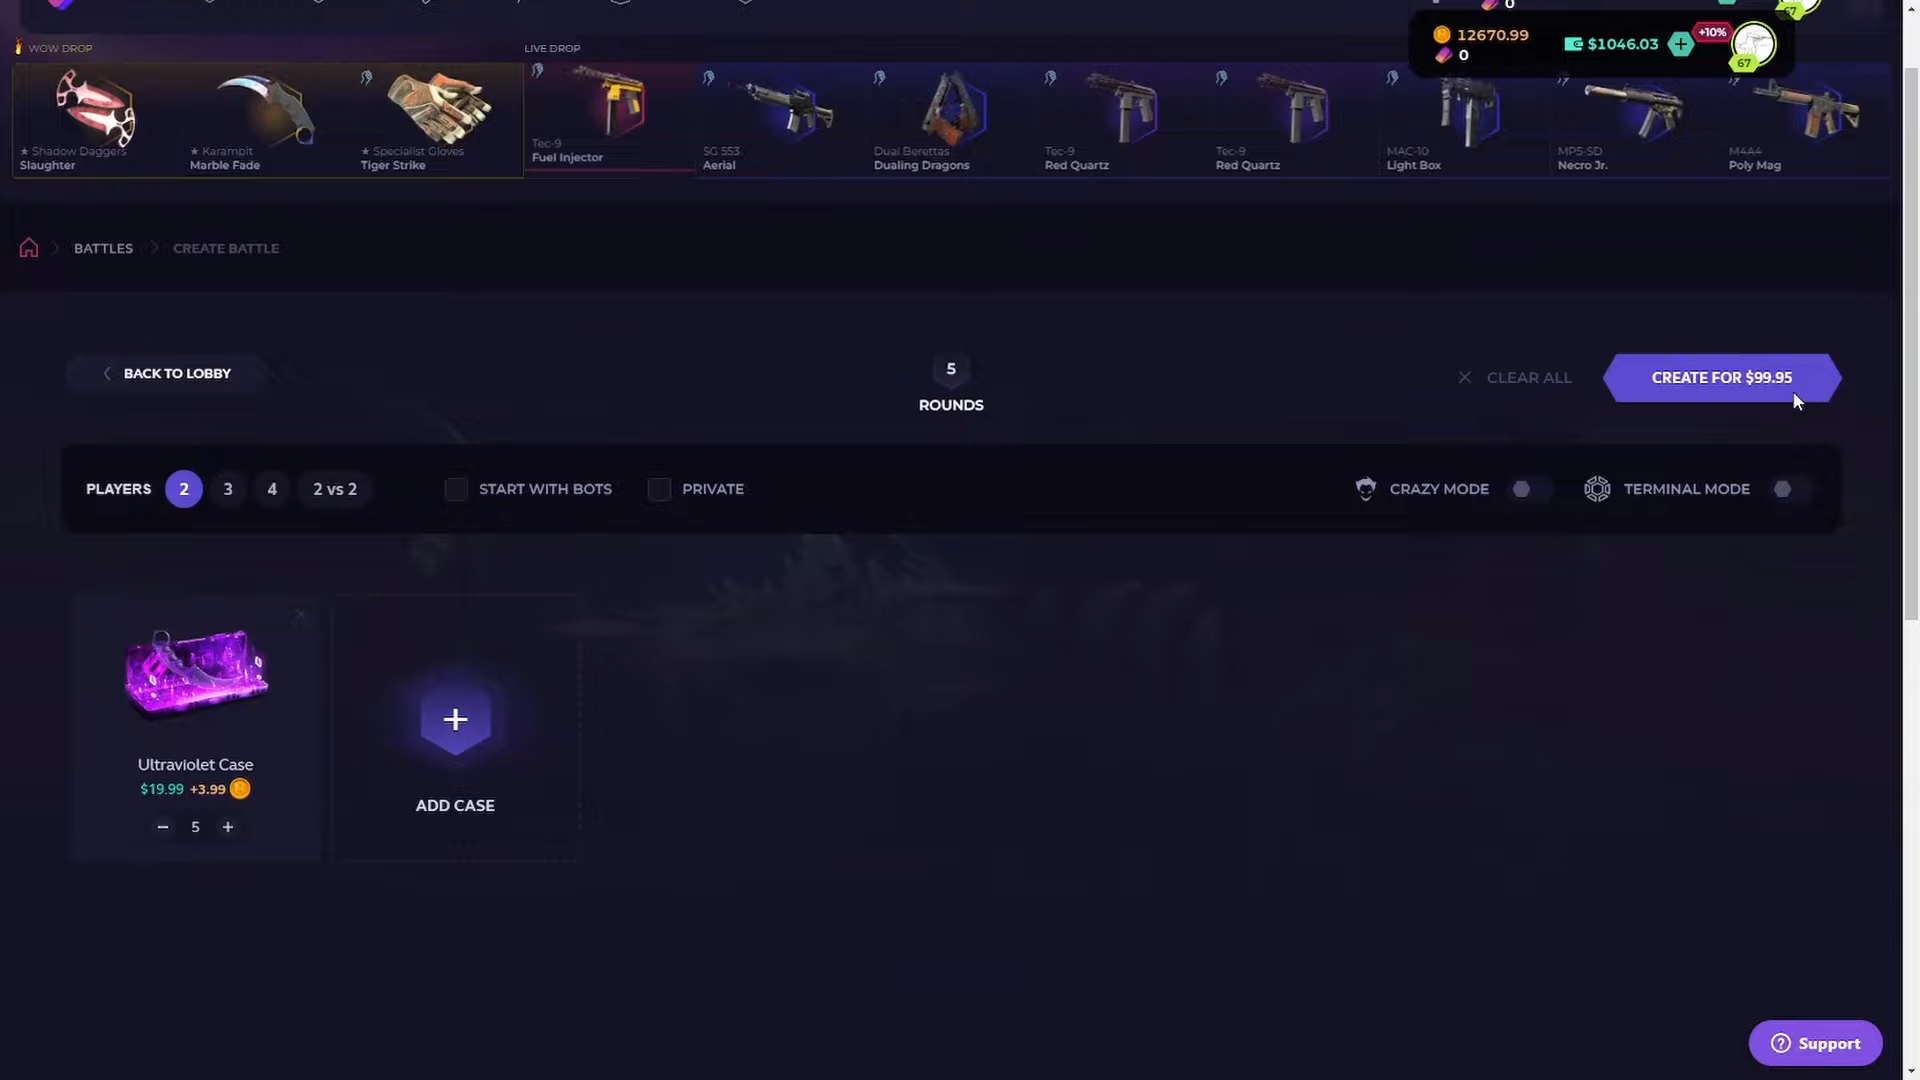 67
0
12670.99
$1046.03
+10%
0
67
WOW DROP
LIVE DROP
★ Shadow Daggers
Slaughter
★ Karambit
Marble Fade
★ Specialist Gloves
Tiger Strike
Tec-9
Fuel Injector
SG 553
Aerial
Dual Berettas
Dualing Dragons
Tec-9
Red Quartz
Tec-9
Red Quartz
MAC-10
Light Box
MP5-SD
Necro Jr.
M4A4
Poly Mag
BATTLES
CREATE BATTLE
BACK TO LOBBY
5
ROUNDS
CLEAR ALL
CREATE FOR $99.95
PLAYERS 2 3 4 2 vs 2
START WITH BOTS
PRIVATE
CRAZY MODE
TERMINAL MODE
Ultraviolet Case
$19.99 +3.99
− 5 +
ADD CASE
Support